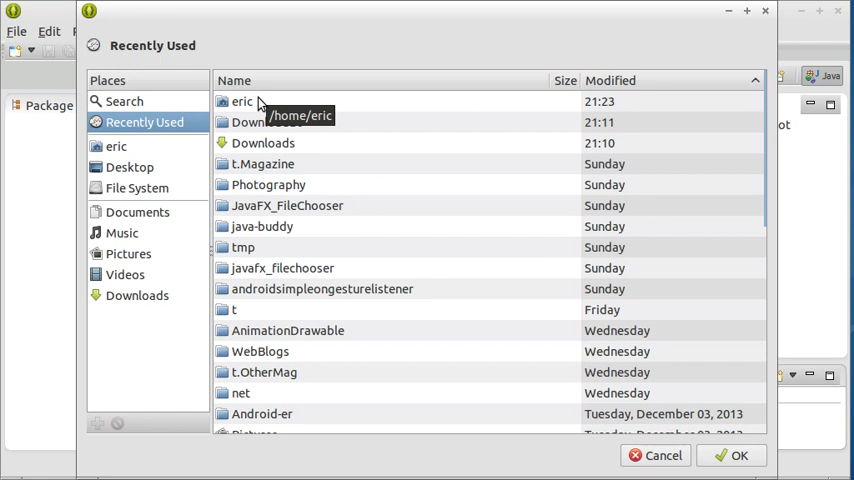 File Edit
Recently Used
Places
Name Size Modified
Search
Recently Used
eric
Desktop
File System
Documents
Music
Pictures
Videos
Downloads
eric 21:23
/home/eric
21:11
Downloads 21:10
t.Magazine Sunday
Photography Sunday
JavaFX_FileChooser Sunday
java-buddy Sunday
tmp Sunday
javafx_filechooser Sunday
androidsimpleongesturelistener Sunday
t Friday
AnimationDrawable Wednesday
WebBlogs Wednesday
t.OtherMag Wednesday
net Wednesday
Android-er Tuesday, December 03, 2013
Pictures
Cancel OK
Package
Java